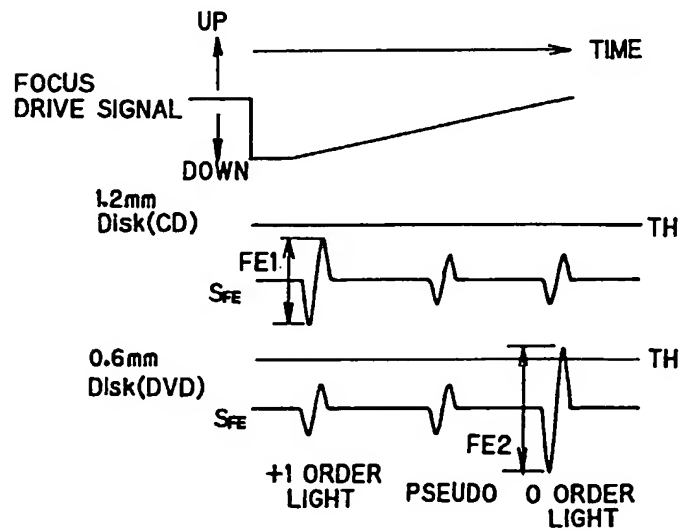 UP
TIME
FOCUS
DRIVE SIGNAL
DOWN
1.2mm
Disk(CD)
TH
FE1
SFE
0.6mm
Disk(DVD)
TH
SFE
FE2
+1 ORDER
LIGHT
PSEUDO
0 ORDER
LIGHT